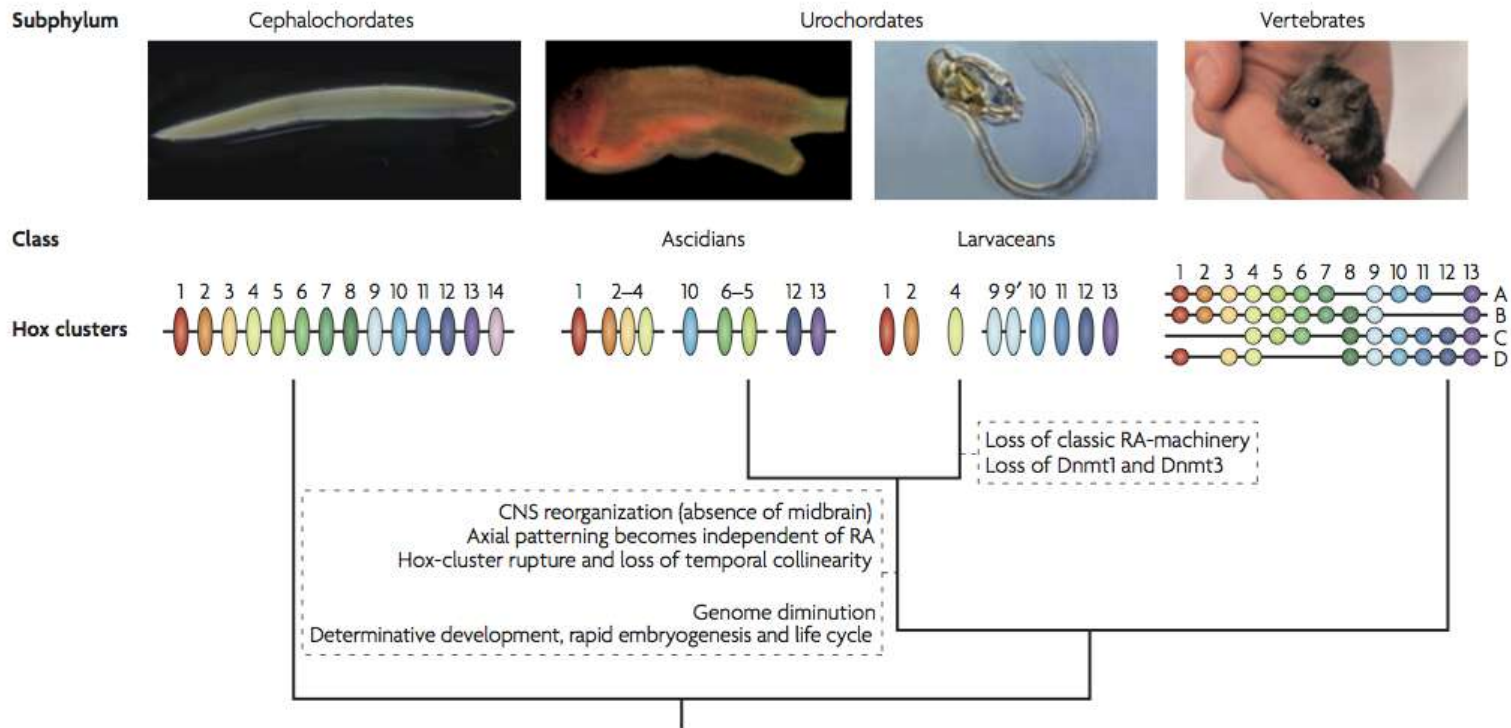 Subphylum Cephalochordates Urochordates Vertebrates
Class Ascidians Larvaceans
1 2 3 4 5 6 7 8 9 10 11 12 13 14
1 2–4 10 6–5 12 13
1 2 4 9 9′ 10 11 12 13
1 2 3 4 5 6 7 8 9 10 11 12 13
Hox clusters
A
B
C
D
Loss of classic RA-machinery
Loss of Dnmt1 and Dnmt3
CNS reorganization (absence of midbrain)
Axial patterning becomes independent of RA
Hox-cluster rupture and loss of temporal collinearity
Genome diminution
Determinative development, rapid embryogenesis and life cycle